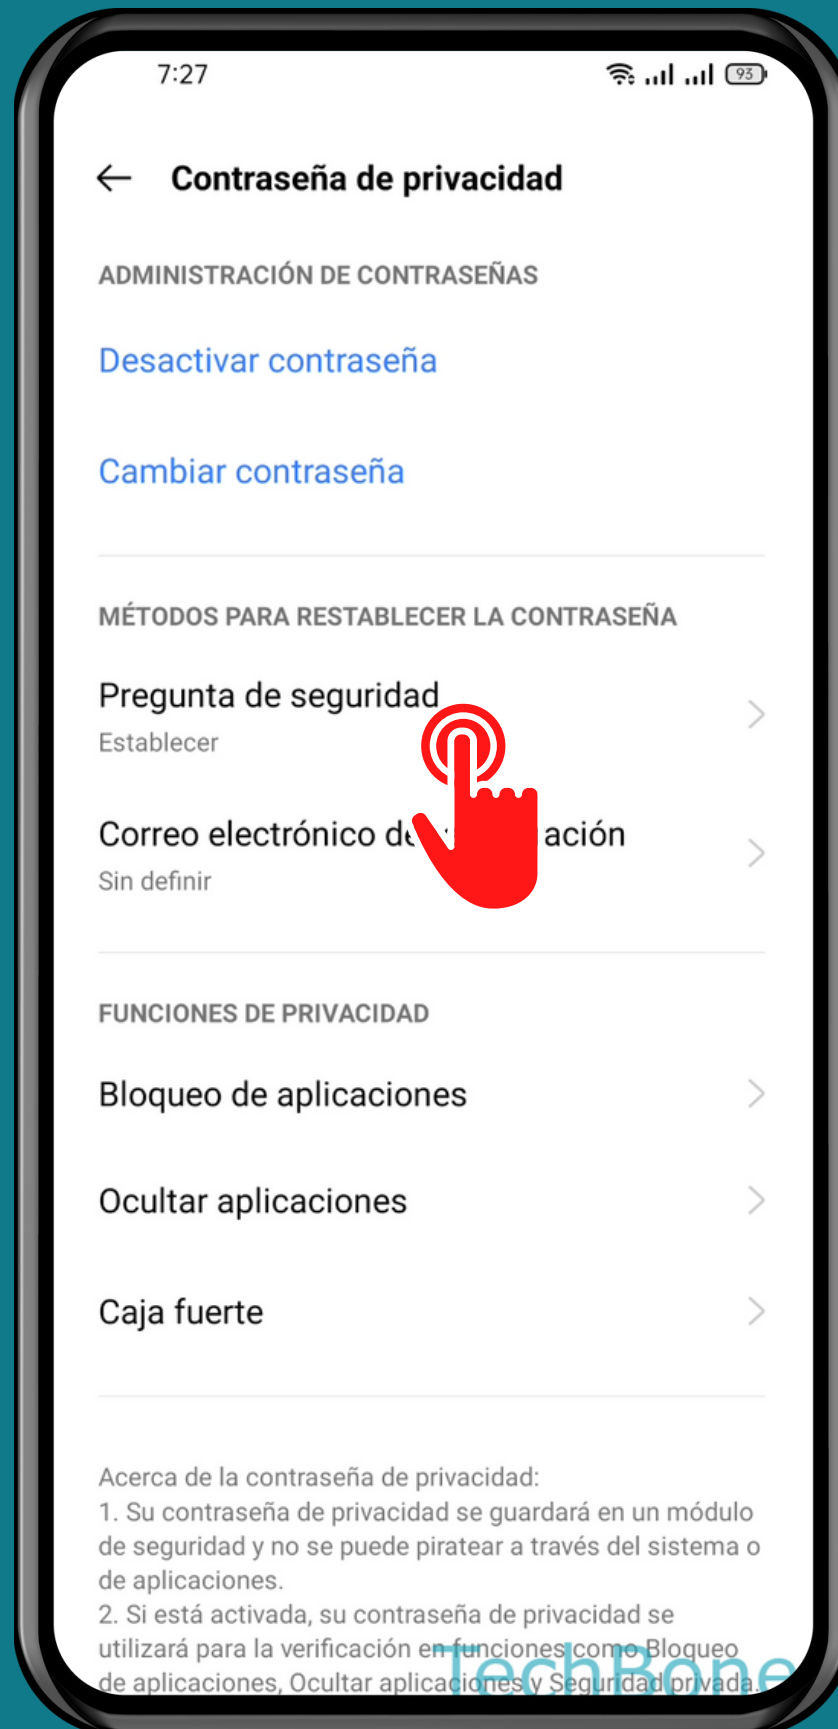 7:27
93
Contraseña de privacidad
ADMINISTRACIÓN DE CONTRASEÑAS
Desactivar contraseña
Cambiar contraseña
MÉTODOS PARA RESTABLECER LA CONTRASEÑA
Pregunta de seguridad
Establecer
Correo electrónico de
Sin definir
FUNCIONES DE PRIVACIDAD
Bloqueo de aplicaciones
Ocultar aplicaciones
Caja fuerte
Acerca de la contraseña de privacidad:
1. Su contraseña de privacidad se guardará en un módulo
de seguridad y no se puede piratear a través del sistema o
de aplicaciones.
2. Si está activada, su contraseña de privacidad se
utilizará para la verificación en funciones como Bloqueo
de aplicaciones, Ocultar aplicaciones y Seguridad privada.
TechBone